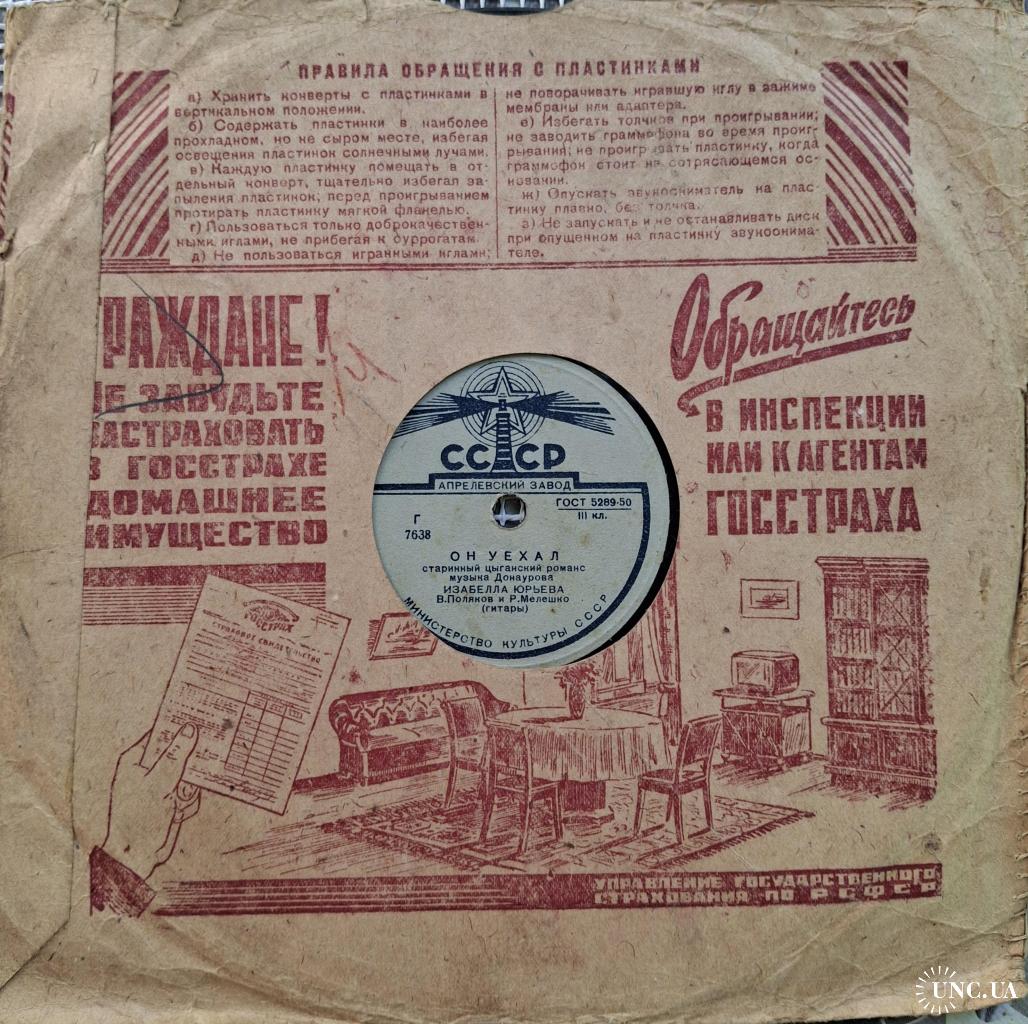 ПРАВИЛА ОБРАЩЕНИЯ С ПЛАСТИНКАМИ
а) Хранить конверты с пластинками в
вертикальном положении.
б) Содержать пластинки в наиболее
прохладном, но не сыром месте, избегая
освещения пластинок солнечными лучами.
в) Каждую пластинку помещать в от-
дельный конверт, тщательно избегая за-
пыления пластинок; перед проигрыванием
протирать пластинку мягкой фланелью.
г) Пользоваться только доброкачествен-
ными иглами, не прибегая к суррогатам.
д) Не пользоваться игранными иглами;
не поворачивать игравшую иглу в зажиме
мембраны или адаптера.
е) Избегать толчков при проигрывании;
не заводить граммофона во время проиг-
рывания; не проигрывать пластинку, когда
граммофон стоит на сотрясающемся ос-
новании.
ж) Опускать звукосниматель на плас-
тинку плавно, без толчка.
з) Не запускать и не останавливать диск
при опущенном на пластинку звукоснима-
теле.
РАЖДАНЕ!
НЕ ЗАБУДЬТЕ
ЗАСТРАХОВАТЬ
В ГОССТРАХЕ
ДОМАШНЕЕ
ИМУЩЕСТВО
Обращайтесь
В ИНСПЕКЦИИ
ИЛИ К АГЕНТАМ
ГОССТРАХА
СССР
АПРЕЛЕВСКИЙ ЗАВОД
ГОСТ 5289-50
III кл.
Г
7638
ОН УЕХАЛ
старинный цыганский романс
музыка Донаурова
ИЗАБЕЛЛА ЮРЬЕВА
В.Поляков и Р.Мелешко
(гитары)
МИНИСТЕРСТВО КУЛЬТУРЫ СССР
ГОССТРАХ
СТРАХОВОЕ СВИДЕТЕЛЬСТВО
УПРАВЛЕНИЕ ГОСУДАРСТВЕННОГО
СТРАХОВАНИЯ ПО РСФСР
UNC.UA